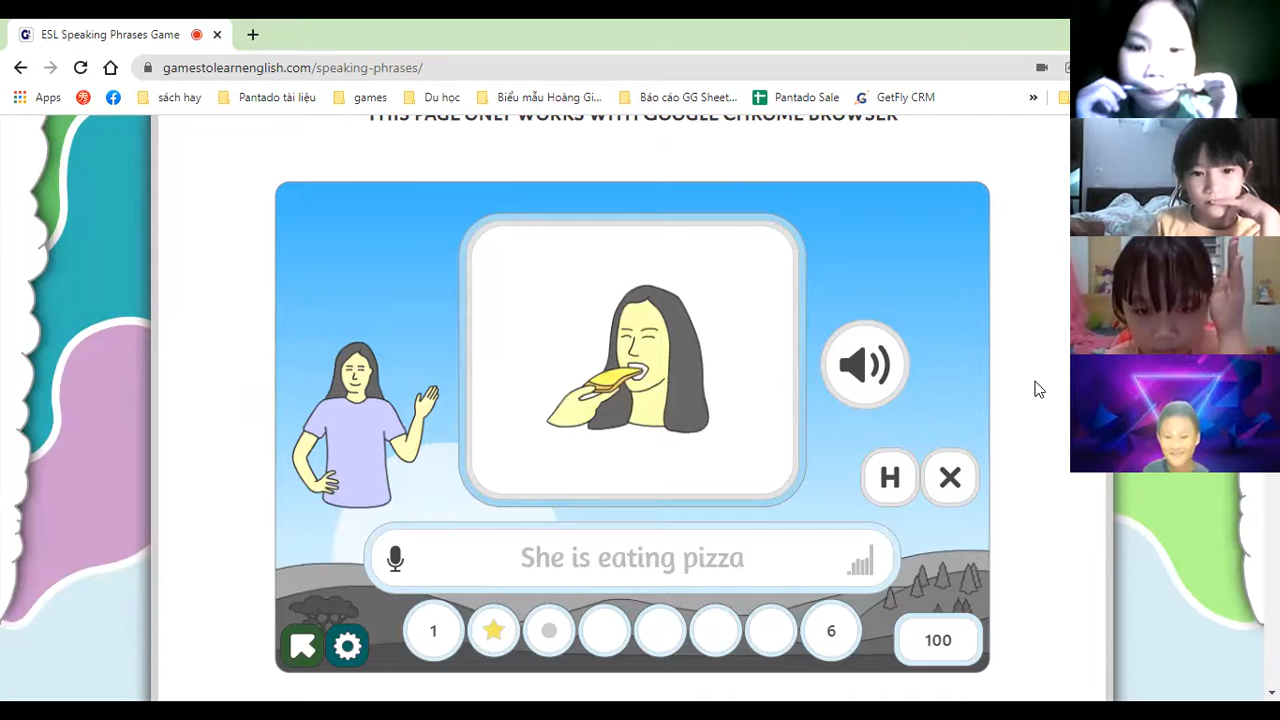 ESL Speaking Phrases Game
gamestolearnenglish.com/speaking-phrases/
Apps sách hay Pantado tài liệu games Du học Biểu mẫu Hoàng Gi... Báo cáo GG Sheet... Pantado Sale GetFly CRM »
THIS PAGE ONLY WORKS WITH GOOGLE CHROME BROWSER
H X
She is eating pizza
1 6 100